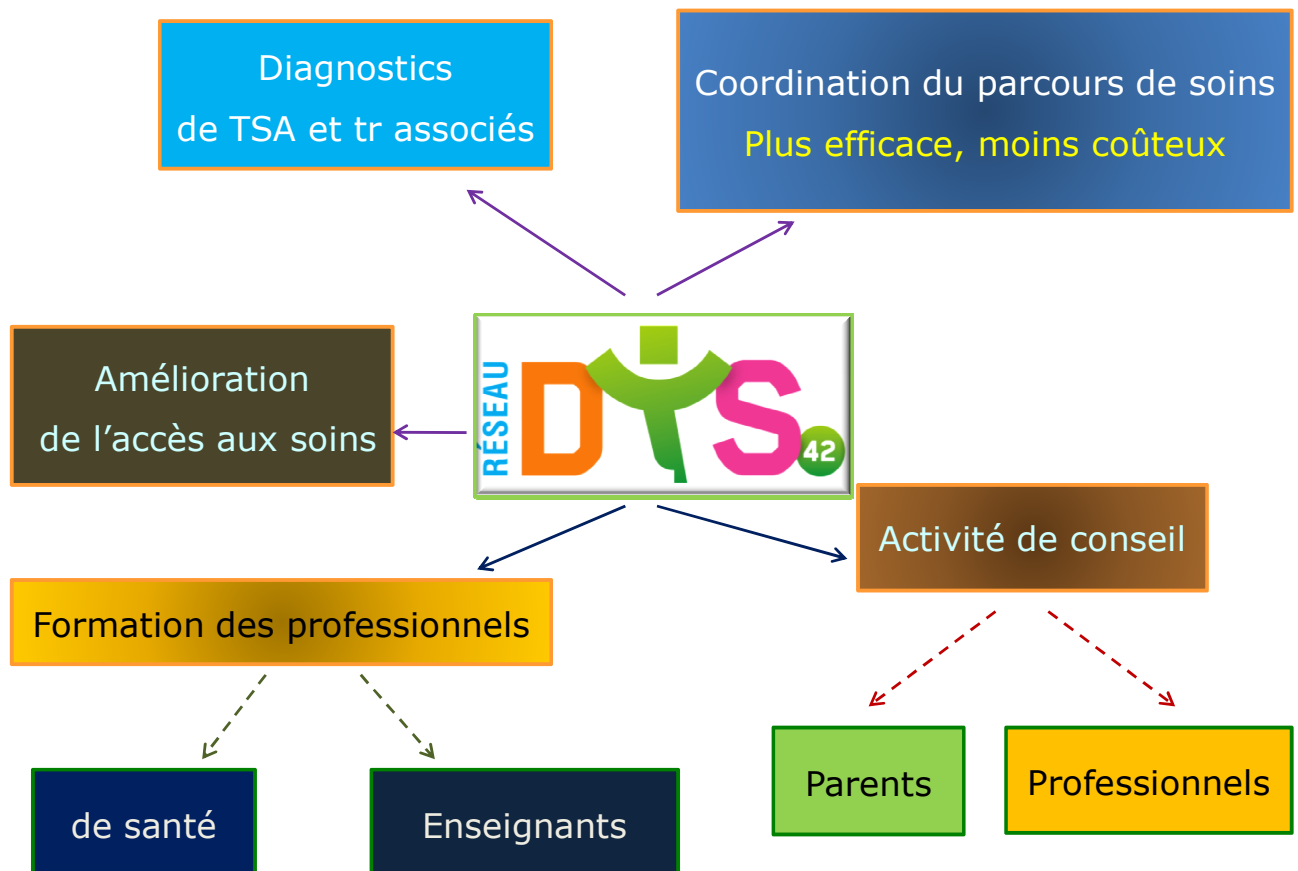 Diagnostics
de TSA et tr associés
Coordination du parcours de soins
Plus efficace, moins coûteux
Amélioration
de l’accès aux soins
RÉSEAU
DYS
42
Activité de conseil
Formation des professionnels
de santé
Enseignants
Parents
Professionnels